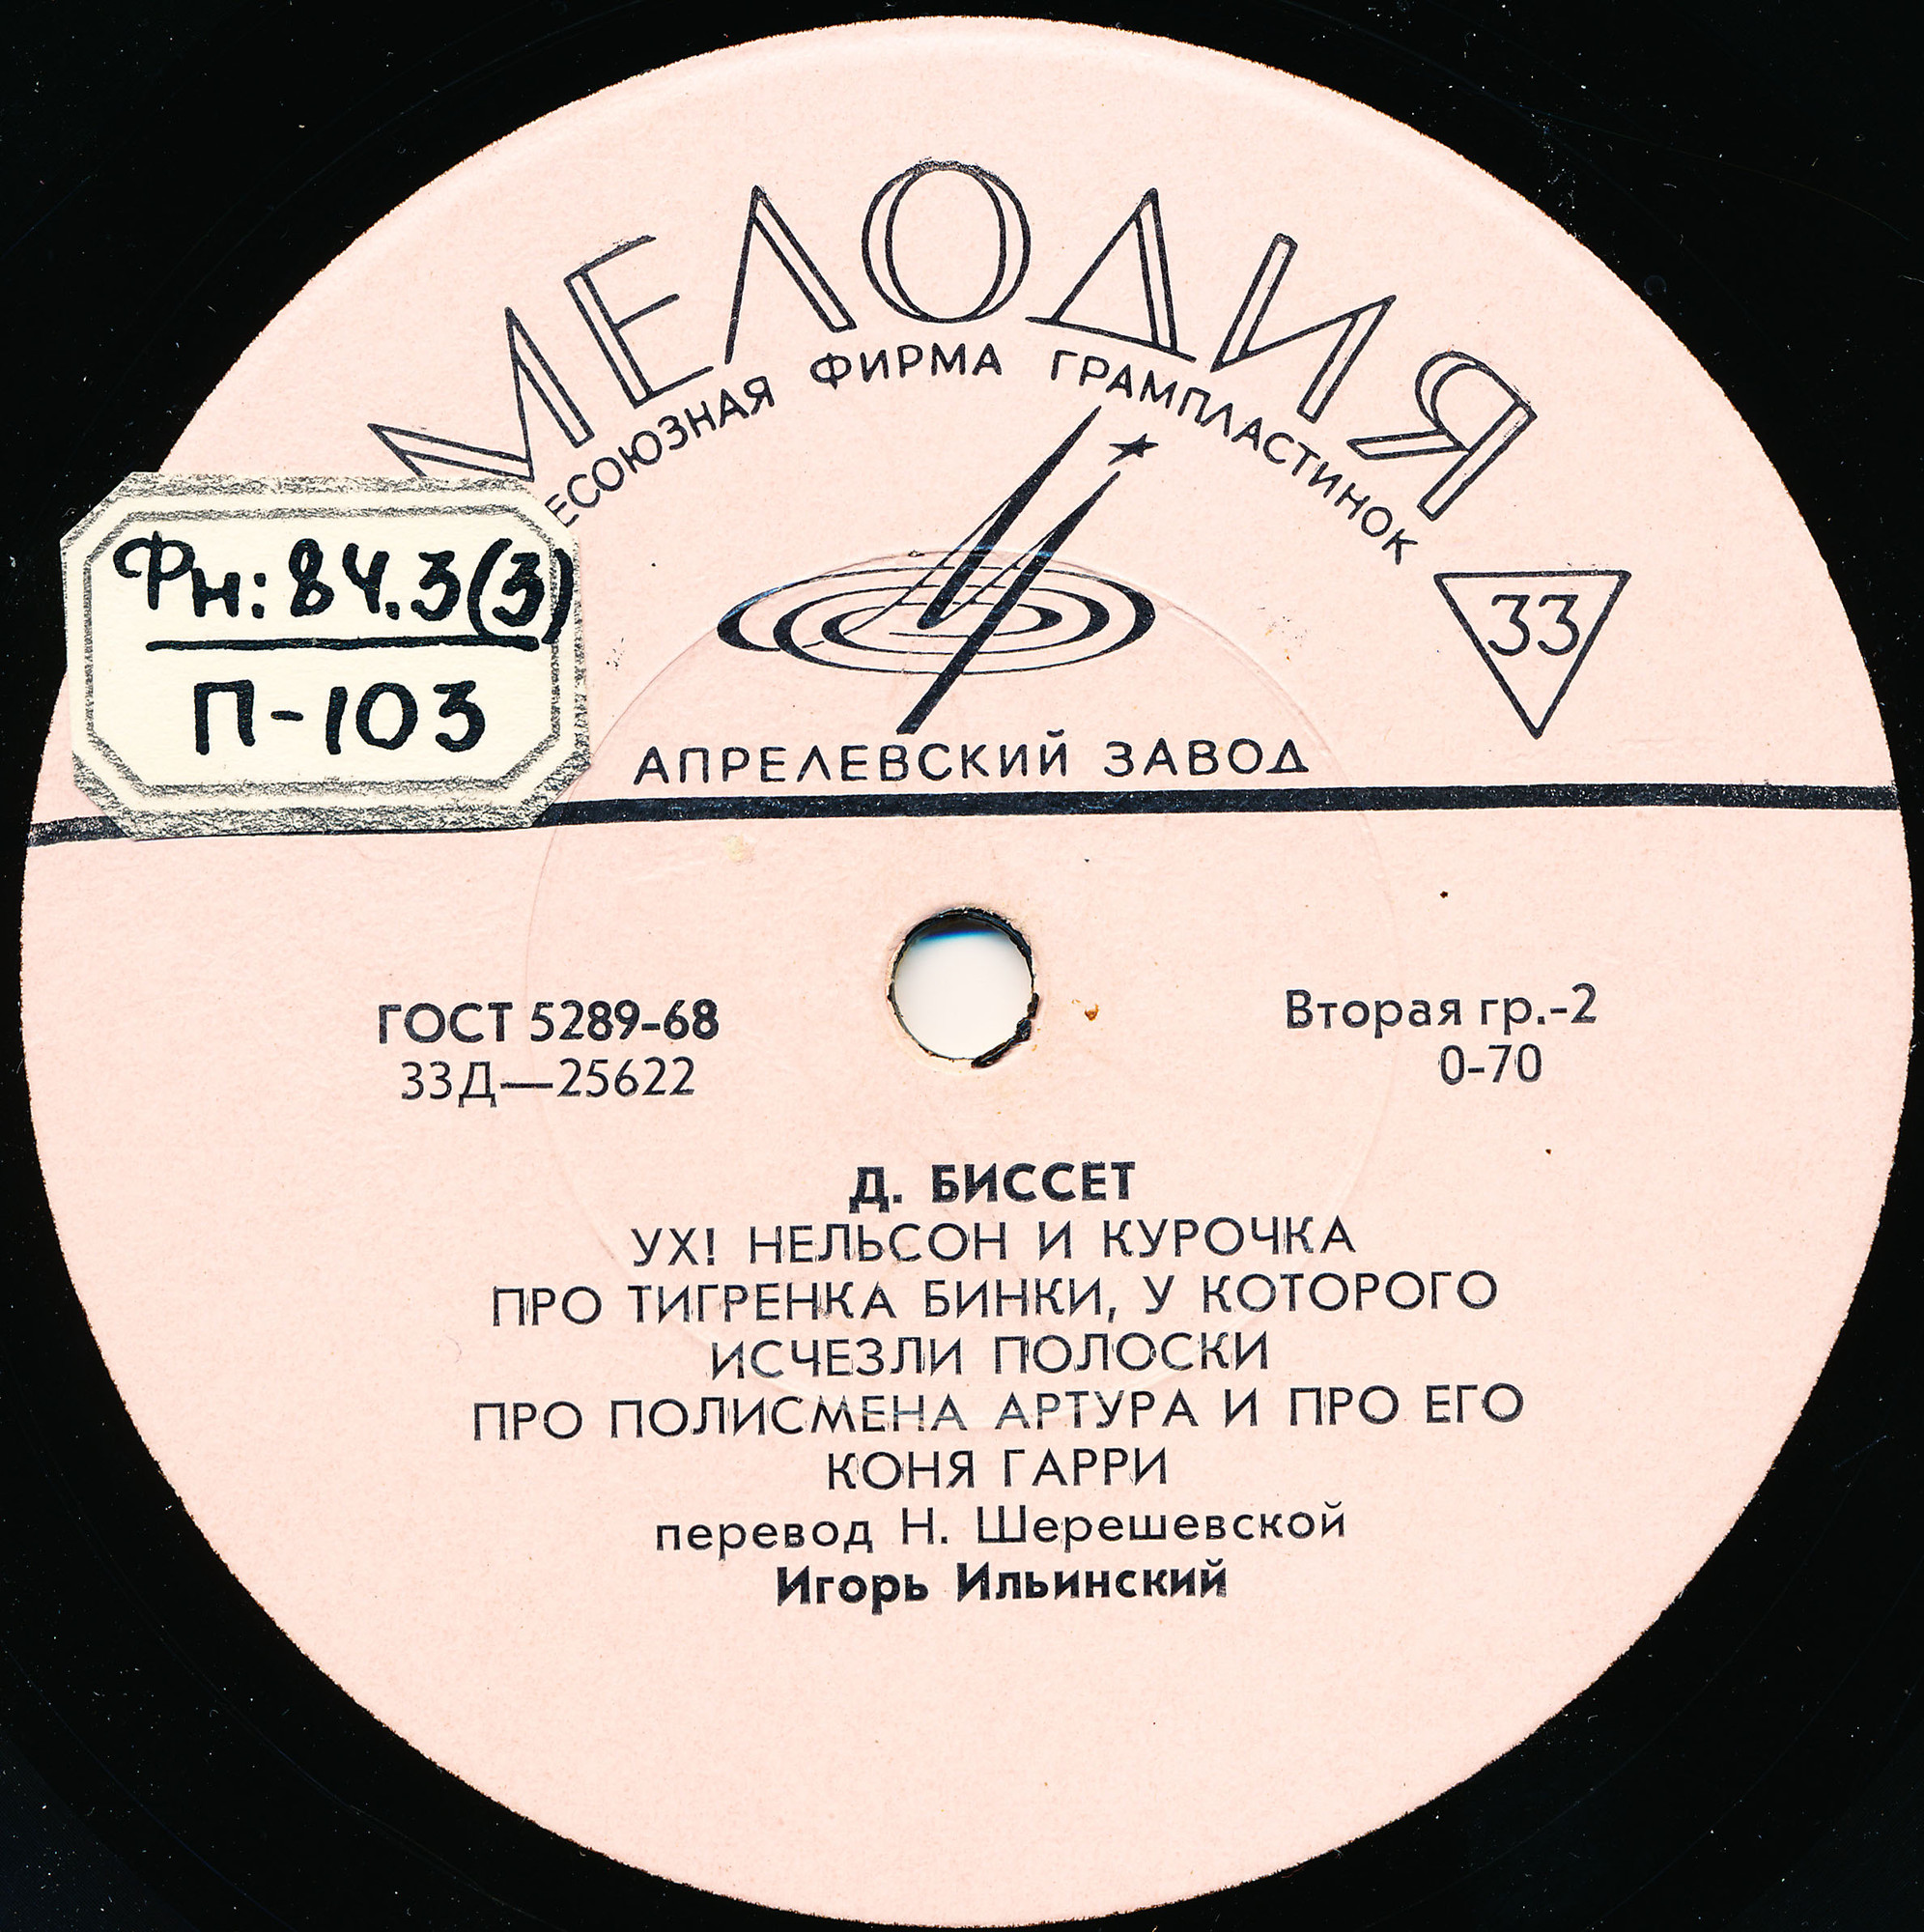 МЕЛОДИЯ
ЕСОЮЗНАЯ ФИРМА ГРАМПЛАСТИНОК
Фн: 84.3(3)
П-103
33
АПРЕЛЕВСКИЙ ЗАВОД
ГОСТ 5289-68
33Д—25622
Вторая гр.-2
0-70
Д. БИССЕТ
УХ! НЕЛЬСОН И КУРОЧКА
ПРО ТИГРЕНКА БИНКИ, У КОТОРОГО
ИСЧЕЗЛИ ПОЛОСКИ
ПРО ПОЛИСМЕНА АРТУРА И ПРО ЕГО
КОНЯ ГАРРИ
перевод Н. Шерешевской
Игорь Ильинский